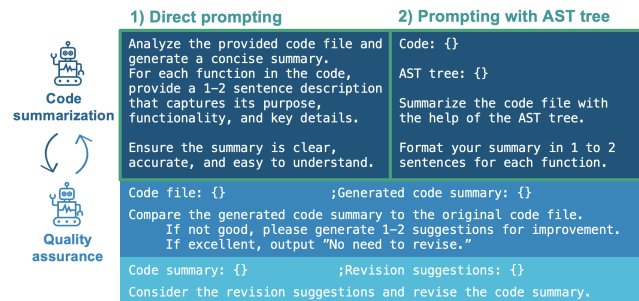 1) Direct prompting
2) Prompting with AST tree
Code
summarization
Analyze the provided code file and
generate a concise summary.
For each function in the code,
provide a 1–2 sentence description
that captures its purpose,
functionality, and key details.
Ensure the summary is clear,
accurate, and easy to understand.
Code: {}
AST tree: {}
Summarize the code file with
the help of the AST tree.
Format your summary in 1 to 2
sentences for each function.
Quality
assurance
Code file: {} ;Generated code summary: {}
Compare the generated code summary to the original code file.
If not good, please generate 1–2 suggestions for improvement.
If excellent, output ”No need to revise.”
Code summary: {} ;Revision suggestions: {}
Consider the revision suggestions and revise the code summary.